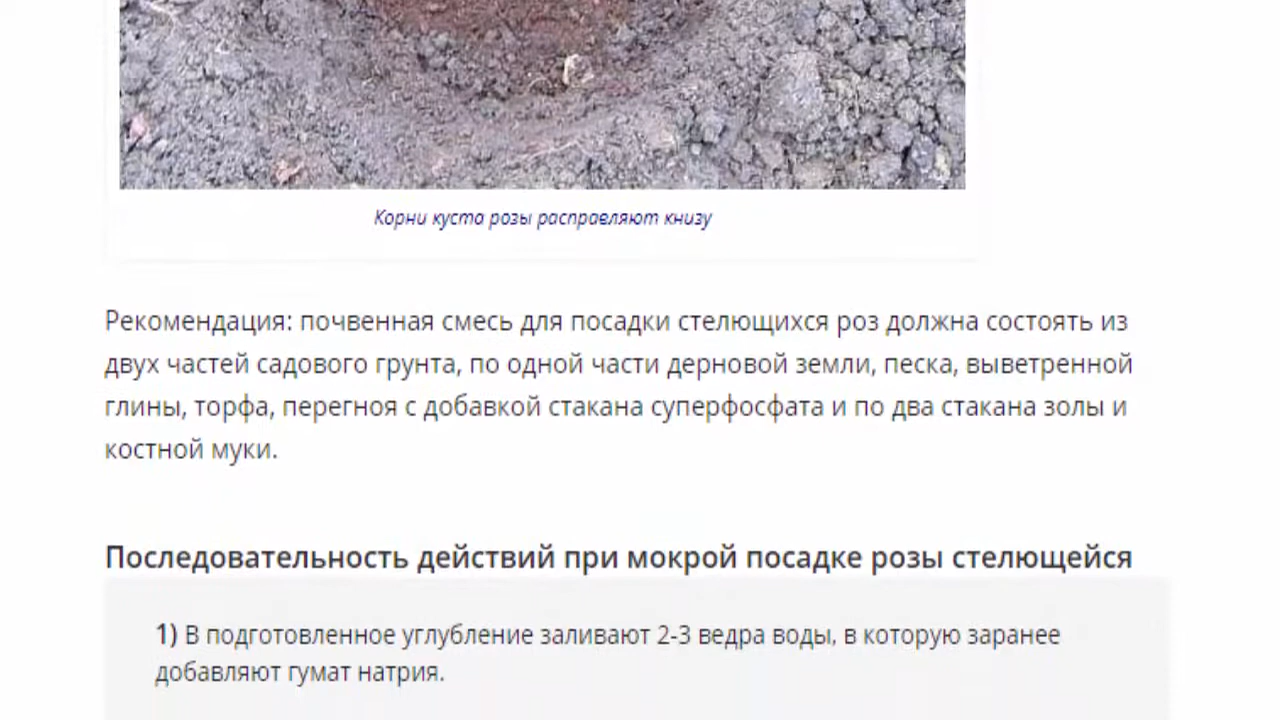 Корни куста розы расправляют книзу
Рекомендация: почвенная смесь для посадки стелющихся роз должна состоять из
двух частей садового грунта, по одной части дерновой земли, песка, выветренной
глины, торфа, перегноя с добавкой стакана суперфосфата и по два стакана золы и
костной муки.
Последовательность действий при мокрой посадке розы стелющейся
1) В подготовленное углубление заливают 2-3 ведра воды, в которую заранее
добавляют гумат натрия.